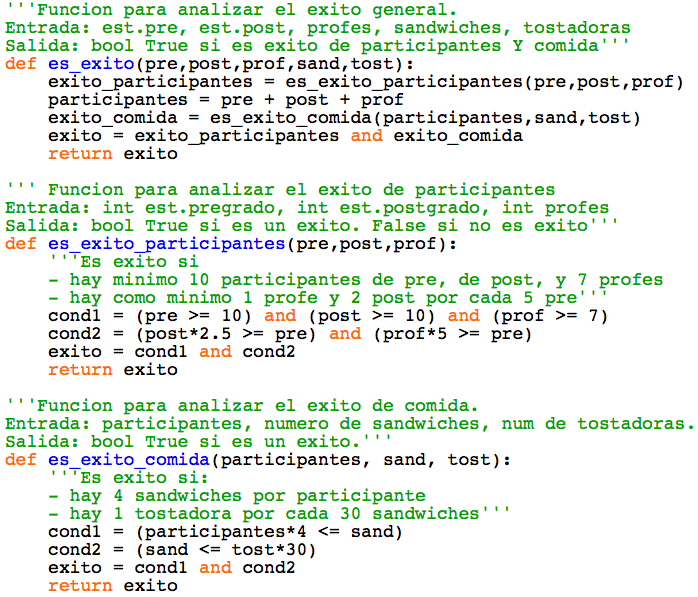 '''Funcion para analizar el exito general.
Entrada: est.pre, est.post, profes, sandwiches, tostadoras
Salida: bool True si es exito de participantes Y comida'''
def es_exito(pre,post,prof,sand,tost):
    exito_participantes = es_exito_participantes(pre,post,prof)
    participantes = pre + post + prof
    exito_comida = es_exito_comida(participantes,sand,tost)
    exito = exito_participantes and exito_comida
    return exito

''' Funcion para analizar el exito de participantes
Entrada: int est.pregrado, int est.postgrado, int profes
Salida: bool True si es un exito. False si no es exito'''
def es_exito_participantes(pre,post,prof):
    '''Es exito si
    - hay minimo 10 participantes de pre, de post, y 7 profes
    - hay como minimo 1 profe y 2 post por cada 5 pre'''
    cond1 = (pre >= 10) and (post >= 10) and (prof >= 7)
    cond2 = (post*2.5 >= pre) and (prof*5 >= pre)
    exito = cond1 and cond2
    return exito

'''Funcion para analizar el exito de comida.
Entrada: participantes, numero de sandwiches, num de tostadoras.
Salida: bool True si es un exito.'''
def es_exito_comida(participantes, sand, tost):
    '''Es exito si:
    - hay 4 sandwiches por participante
    - hay 1 tostadora por cada 30 sandwiches'''
    cond1 = (participantes*4 <= sand)
    cond2 = (sand <= tost*30)
    exito = cond1 and cond2
    return exito